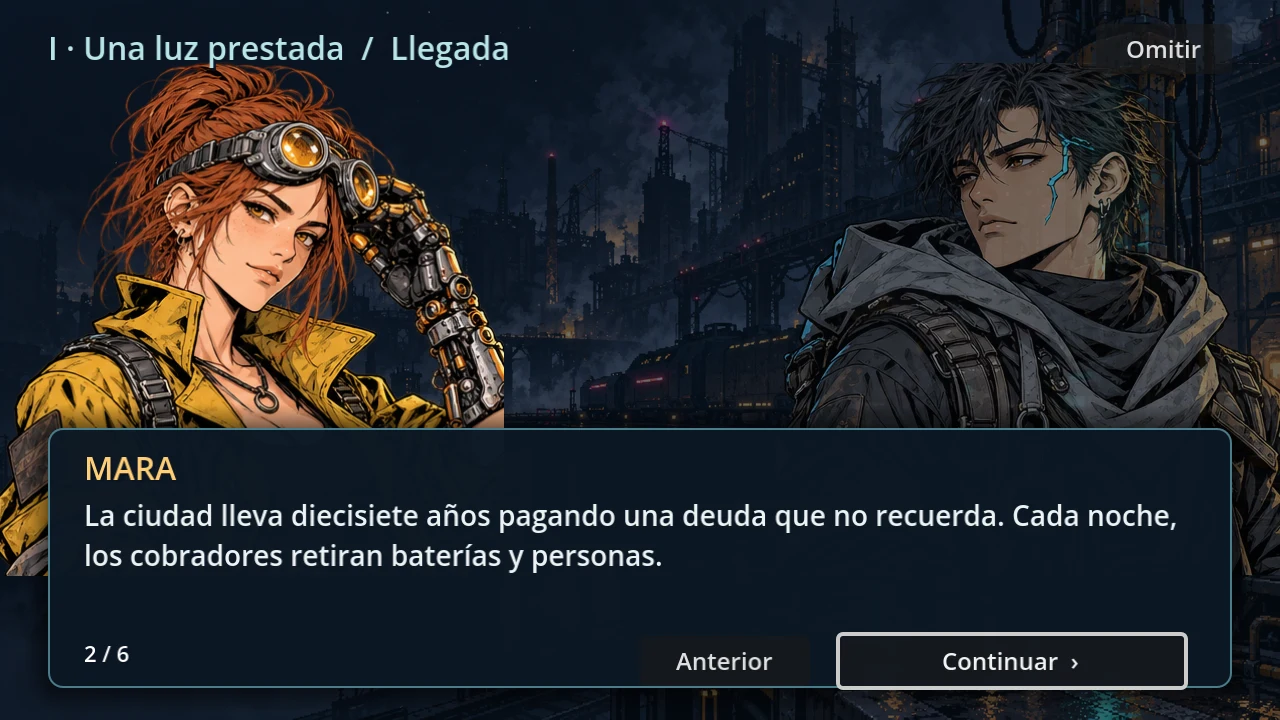 I · Una luz prestada / Llegada
Omitir
MARA
La ciudad lleva diecisiete años pagando una deuda que no recuerda. Cada noche,
los cobradores retiran baterías y personas.
2 / 6
Anterior
Continuar ›